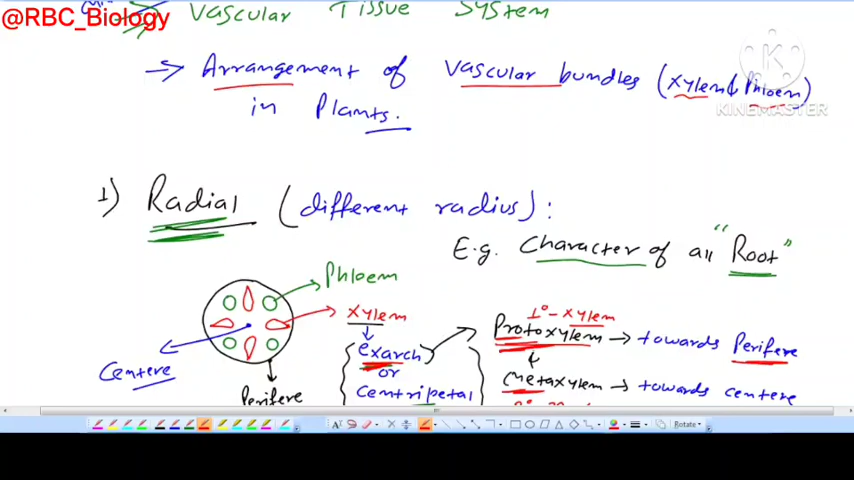 @RBC_Biology
Vascular Tissue System
→ Arrangement of Vascular bundles (xylem & Phloem)
in Plants.
KINEMASTER
1) Radial (different radius):
E.g. Character of all "Root"
Phloem
1°-xylem
xylem
Protoxylem → towards Perifere
{exarch
or
Centripetal}
Centere
Metaxylem → towards centere
Perifere
Rotate